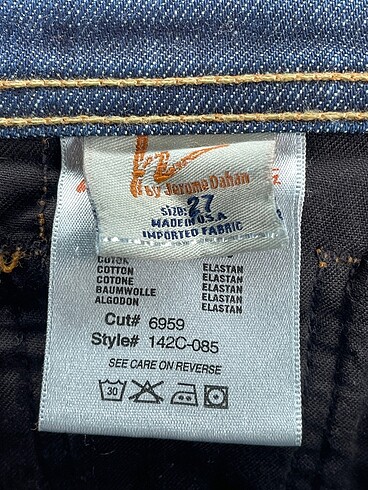 by Jerome Dahan
SIZE: 27
MADE IN U.S.A
IMPORTED FABRIC
COTON
COTTON ELASTAN
COTONE ELASTAN
BAUMWOLLE ELASTAN
ALGODON ELASTAN
ELASTAN
Cut# 6959
Style# 142C-085
SEE CARE ON REVERSE
30